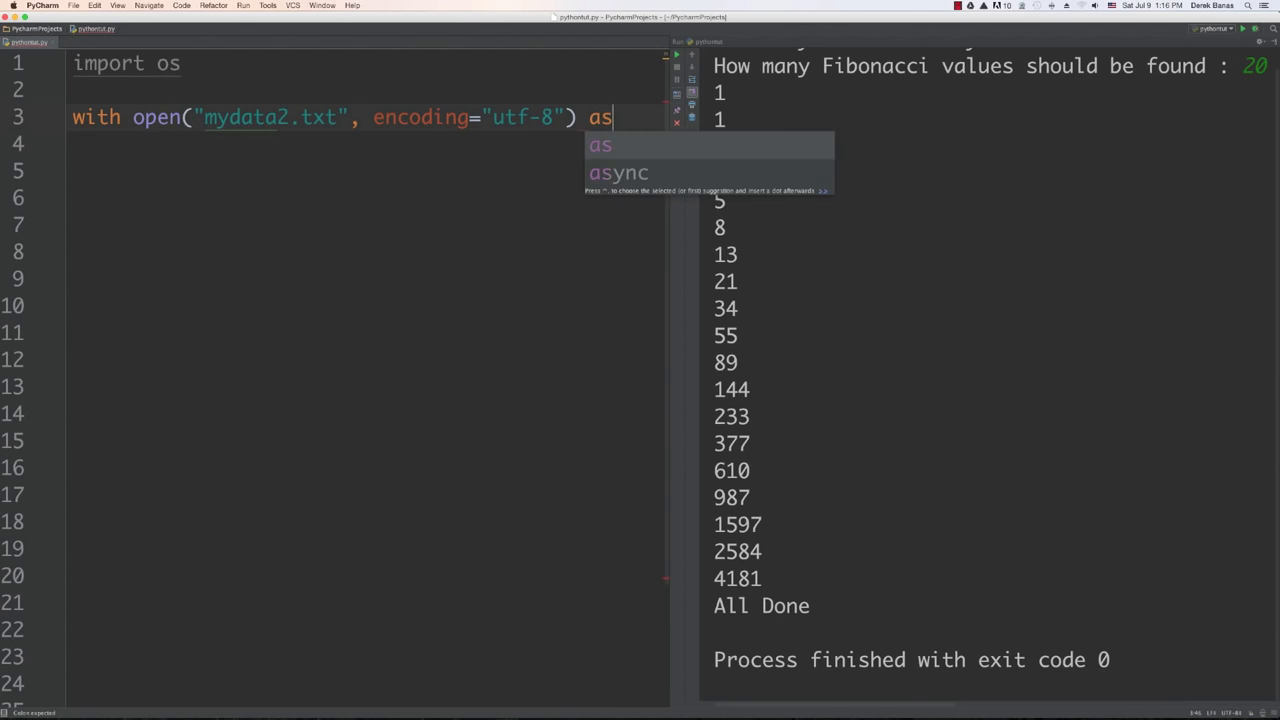 PyCharm File Edit View Navigate Code Refactor Run Tools VCS Window Help
10 Sat Jul 9 1:16 PM Derek Banas
pythontut.py - PycharmProjects - [~/PycharmProjects]
PycharmProjects pythontut.py pythontut
pythontut.py
Run pythontut
1 import os
2
3 with open("mydata2.txt", encoding="utf-8") as
4
5
6
7
8
9
10
11
12
13
14
15
16
17
18
19
20
21
22
23
24
as
async
Press ^. to choose the selected (or first) suggestion and insert a dot afterwards >>
How many Fibonacci values should be found : 20
1
1
5
8
13
21
34
55
89
144
233
377
610
987
1597
2584
4181
All Done
Process finished with exit code 0
Colon expected
3:46 LF≑ UTF-8≑